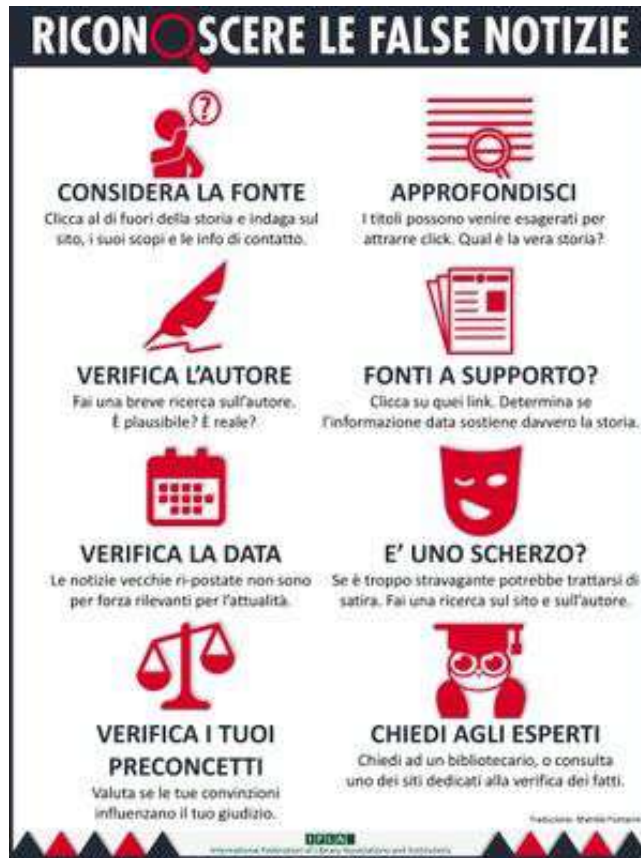 RICONOSCERE LE FALSE NOTIZIE
?
CONSIDERA LA FONTE
Clicca al di fuori della storia e indaga sul
sito, i suoi scopi e le info di contatto.
APPROFONDISCI
I titoli possono venire esagerati per
attrarre click. Qual è la vera storia?
VERIFICA L'AUTORE
Fai una breve ricerca sull'autore.
È plausibile? È reale?
FONTI A SUPPORTO?
Clicca su quei link. Determina se
l'informazione data sostiene davvero la storia.
VERIFICA LA DATA
Le notizie vecchie ri-postate non sono
per forza rilevanti per l'attualità.
E' UNO SCHERZO?
Se è troppo stravagante potrebbe trattarsi di
satira. Fai una ricerca sul sito e sull'autore.
VERIFICA I TUOI
PRECONCETTI
Valuta se le tue convinzioni
influenzano il tuo giudizio.
CHIEDI AGLI ESPERTI
Chiedi ad un bibliotecario, o consulta
uno dei siti dedicati alla verifica dei fatti.
Traduzione: Matilde
IFLA
International Federation of Library Associations and Institutions